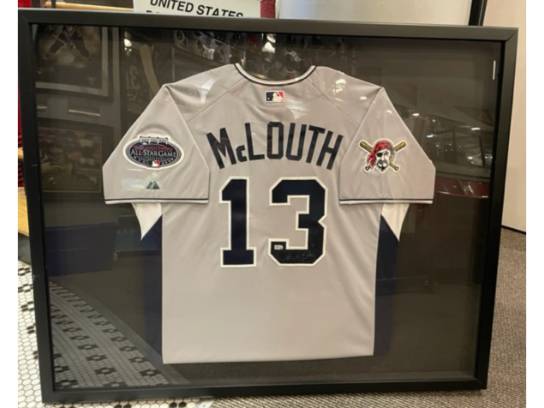 UNITED STATES
McLOUTH
ALL-STAR GAME
13